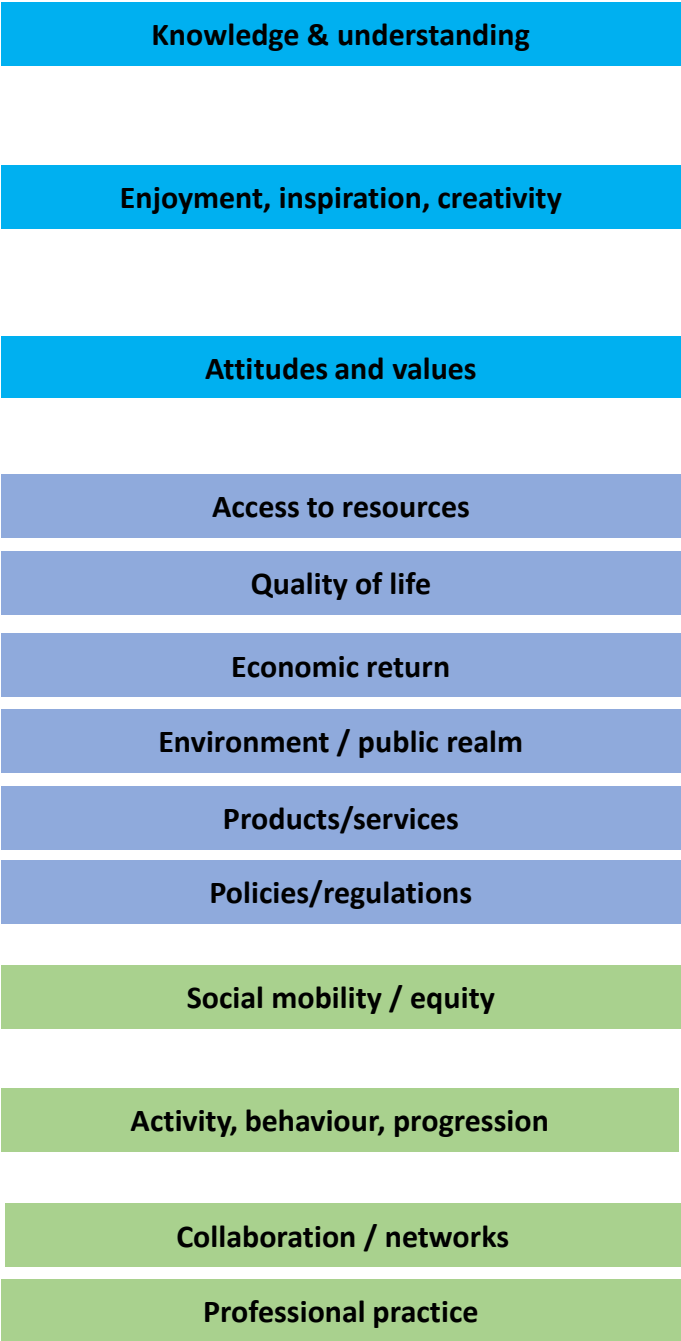 Knowledge & understanding
Enjoyment, inspiration, creativity
Attitudes and values
Access to resources
Quality of life
Economic return
Environment / public realm
Products/services
Policies/regulations
Social mobility / equity
Activity, behaviour, progression
Collaboration / networks
Professional practice